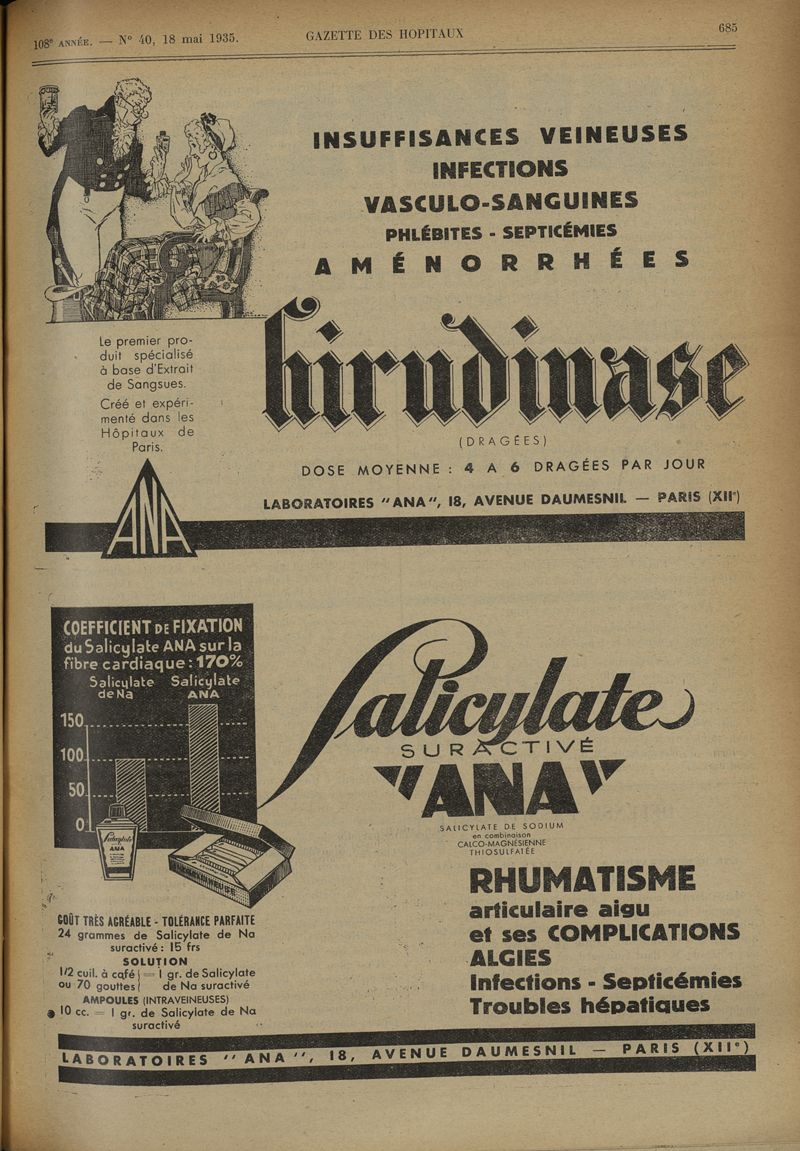 108e ANNÉE. — N° 40, 18 mai 1935.
GAZETTE DES HOPITAUX
685
INSUFFISANCES VEINEUSES
INFECTIONS
VASCULO-SANGUINES
PHLÉBITES - SEPTICÉMIES
AMÉNORRHÉES
Le premier pro-
duit spécialisé
à base d'Extrait
de Sangsues.
Créé et expéri-
menté dans les
Hôpitaux de
Paris.
hirudinase
(DRAGÉES)
DOSE MOYENNE : 4 A 6 DRAGÉES PAR JOUR
LABORATOIRES "ANA", 18, AVENUE DAUMESNIL — PARIS (XIIe)
ANA
COEFFICIENT DE FIXATION
du Salicylate ANA sur la
fibre cardiaque : 170%
Salicylate Salicylate
de Na ANA
150
100
50
0
Salicylate
ANA
Salicylate
SURACTIVÉ
"ANA"
SALICYLATE DE SODIUM
en combinaison
CALCO-MAGNÉSIENNE
THIOSULFATÉE
RHUMATISME
articulaire aigu
et ses COMPLICATIONS
ALGIES
Infections - Septicémies
Troubles hépatiques
GOÛT TRÈS AGRÉABLE - TOLÉRANCE PARFAITE
24 grammes de Salicylate de Na
suractivé : 15 frs
SOLUTION
1/2 cuil. à café } = 1 gr. de Salicylate
ou 70 gouttes } de Na suractivé
AMPOULES (INTRAVEINEUSES)
10 cc. = 1 gr. de Salicylate de Na
suractivé
LABORATOIRES "ANA", 18, AVENUE DAUMESNIL — PARIS (XIIe)